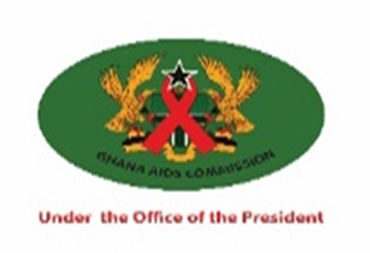 GHANA AIDS COMMISSION
Under the Office of the President